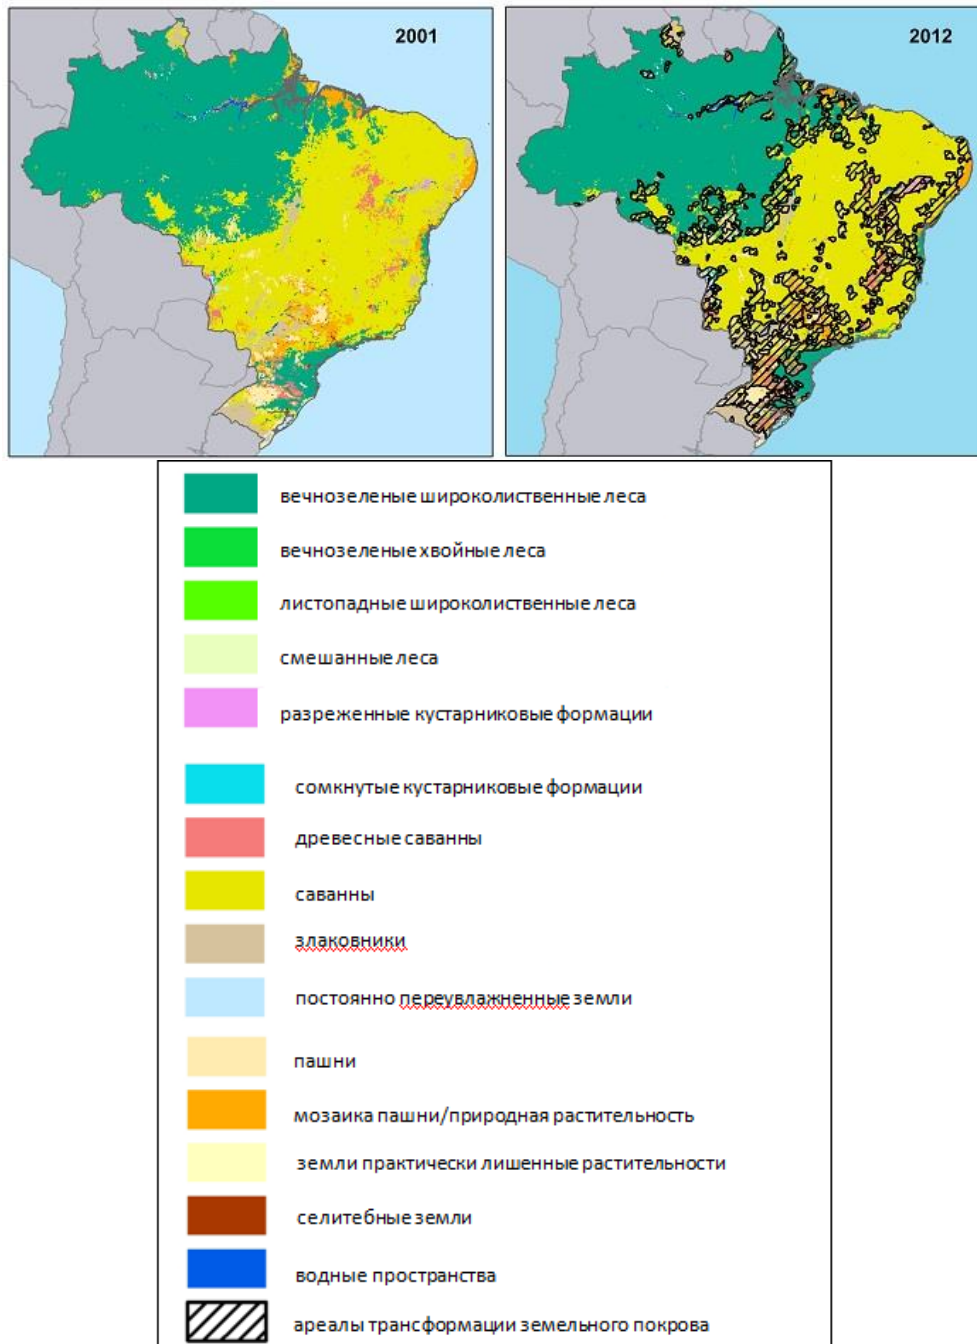 2001
2012
вечнозеленые широколиственные леса
вечнозеленые хвойные леса
листопадные широколиственные леса
смешанные леса
разреженные кустарниковые формации
сомкнутые кустарниковые формации
древесные саванны
саванны
злаковники
постоянно переувлажненные земли
пашни
мозаика пашни/природная растительность
земли практически лишенные растительности
селитебные земли
водные пространства
ареалы трансформации земельного покрова